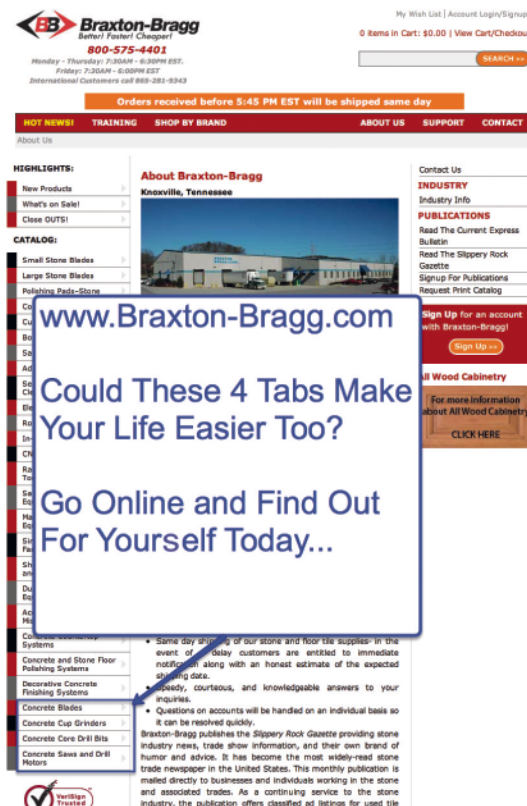 Braxton-Bragg
Better! Faster! Cheaper!
800-575-4401
Monday - Thursday: 7:30AM - 6:30PM EST.
Friday: 7:30AM - 6:00PM EST
International Customers call 865-281-9343
My Wish List | Account Login/Signup
0 items in Cart: $0.00 | View Cart/Checkou
SEARCH »»
Orders received before 5:45 PM EST will be shipped same day
HOT NEWS! TRAINING SHOP BY BRAND ABOUT US SUPPORT CONTACT
About Us
HIGHLIGHTS:
New Products
What's on Sale!
Close OUTS!
CATALOG:
Small Stone Blades
Large Stone Blades
Polishing Pads-Stone
About Braxton-Bragg
Knoxville, Tennessee
Contact Us
INDUSTRY
Industry Info
PUBLICATIONS
Read The Current Express
Bulletin
Read The Slippery Rock
Gazette
Signup For Publications
Request Print Catalog
Sign Up for an account
with Braxton-Bragg!
Sign Up »»
All Wood Cabinetry
For more information
about All Wood Cabinetry
CLICK HERE
www.Braxton-Bragg.com
Could These 4 Tabs Make
Your Life Easier Too?
Go Online and Find Out
For Yourself Today...
Systems
Concrete and Stone Floor
Polishing Systems
Decorative Concrete
Finishing Systems
Concrete Blades
Concrete Cup Grinders
Concrete Core Drill Bits
Concrete Saws and Drill
Motors
VeriSign
Trusted
• Same day of our stone and floor tile supplies- in the
event of delay customers are entitled to immediate
along with an honest estimate of the expected
date.
• Speedy, courteous, and knowledgeable answers to your
inquiries.
• Questions on accounts will be handled on an individual basis so
it can be resolved quickly.
Braxton-Bragg publishes the Slippery Rock Gazette providing stone
industry news, trade show information, and their own brand of
humor and advice. It has become the most widely-read stone
trade newspaper in the United States. This monthly publication is
mailed directly to businesses and individuals working in the stone
and associated trades. As a continuing service to the stone
industry, the publication offers classified ad listings for used tile